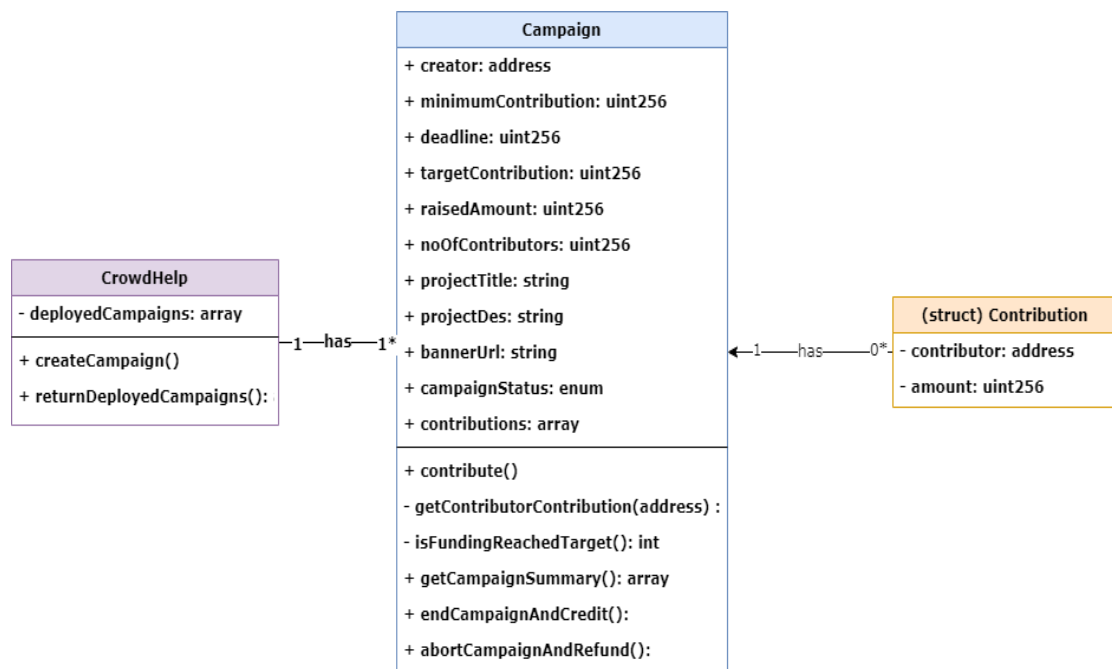 Campaign
+ creator: address
+ minimumContribution: uint256
+ deadline: uint256
+ targetContribution: uint256
+ raisedAmount: uint256
+ noOfContributors: uint256
+ projectTitle: string
+ projectDes: string
+ bannerUrl: string
+ campaignStatus: enum
+ contributions: array
+ contribute()
- getContributorContribution(address) :
- isFundingReachedTarget(): int
+ getCampaignSummary(): array
+ endCampaignAndCredit():
+ abortCampaignAndRefund():
CrowdHelp
- deployedCampaigns: array
+ createCampaign()
+ returnDeployedCampaigns():
1 has 1*
1 has 0*
(struct) Contribution
- contributor: address
- amount: uint256